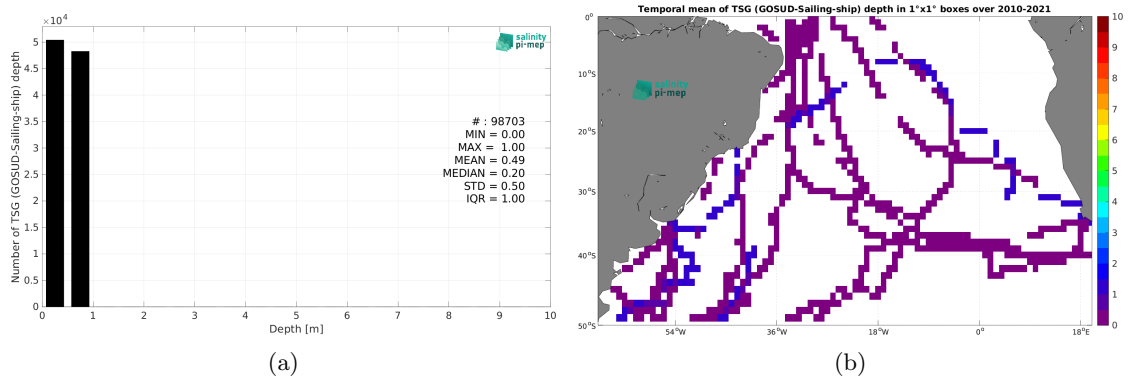 ×10⁴
5
4.5
4
3.5
3
2.5
2
1.5
1
0.5
0
Number of TSG (GOSUD-Sailing-ship) depth
salinity
pi-mep
# : 98703
MIN = 0.00
MAX = 1.00
MEAN = 0.49
MEDIAN = 0.20
STD = 0.50
IQR = 1.00
0 1 2 3 4 5 6 7 8 9 10
Depth [m]
(a)
Temporal mean of TSG (GOSUD-Sailing-ship) depth in 1°x1° boxes over 2010-2021
salinity
pi-mep
0°
10°S
20°S
30°S
40°S
50°S
54°W 36°W 18°W 0° 18°E
10
9
8
7
6
5
4
3
2
1
0
(b)